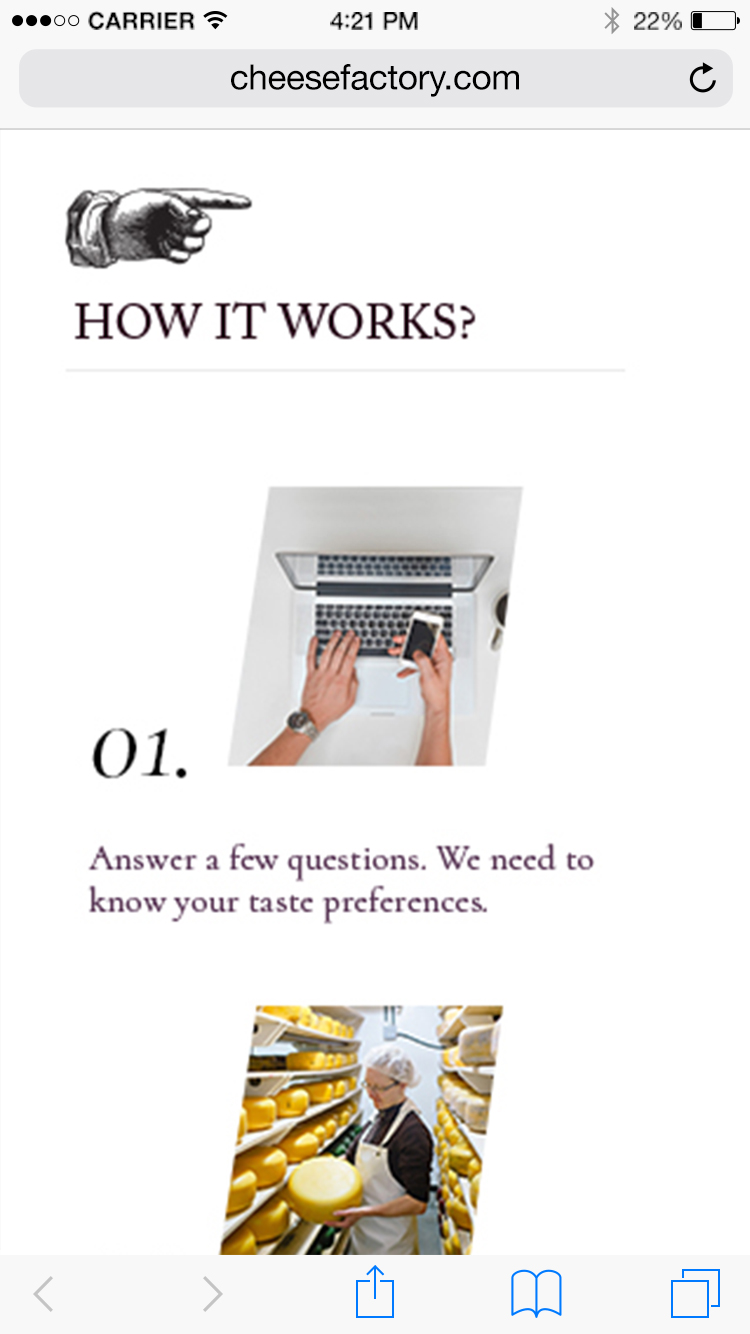 CARRIER 4:21 PM 22%
cheesefactory.com
HOW IT WORKS?
01.
Answer a few questions. We need to
know your taste preferences.